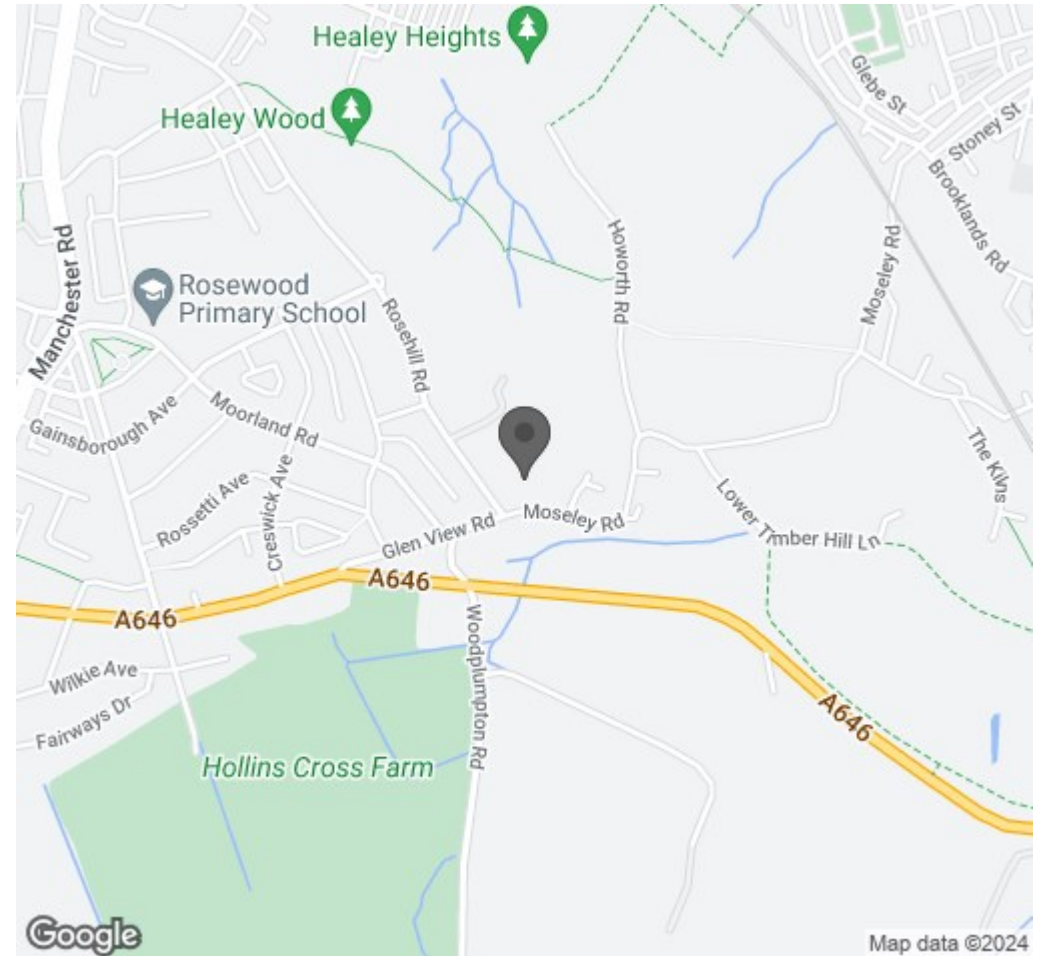 Healey Heights
Healey Wood
Glebe St
Stoney St
Brooklands Rd
Manchester Rd
Rosewood
Primary School
Rosehill Rd
Howorth Rd
Moseley Rd
Gainsborough Ave
Moorland Rd
Rossetti Ave
Creswick Ave
The Kilns
Glen View Rd
Moseley Rd
Lower Timber Hill Ln
A646
A646
Woodplumpton Rd
Wilkie Ave
Fairways Dr
A646
Hollins Cross Farm
Google
Map data ©2024